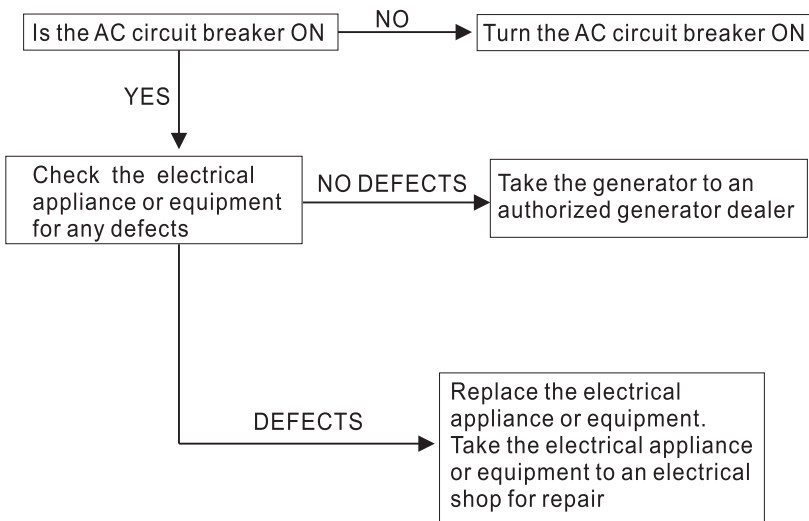 Is the AC circuit breaker ON
NO
Turn the AC circuit breaker ON
YES
Check the electrical
appliance or equipment
for any defects
NO DEFECTS
Take the generator to an
authorized generator dealer
DEFECTS
Replace the electrical
appliance or equipment.
Take the electrical appliance
or equipment to an electrical
shop for repair